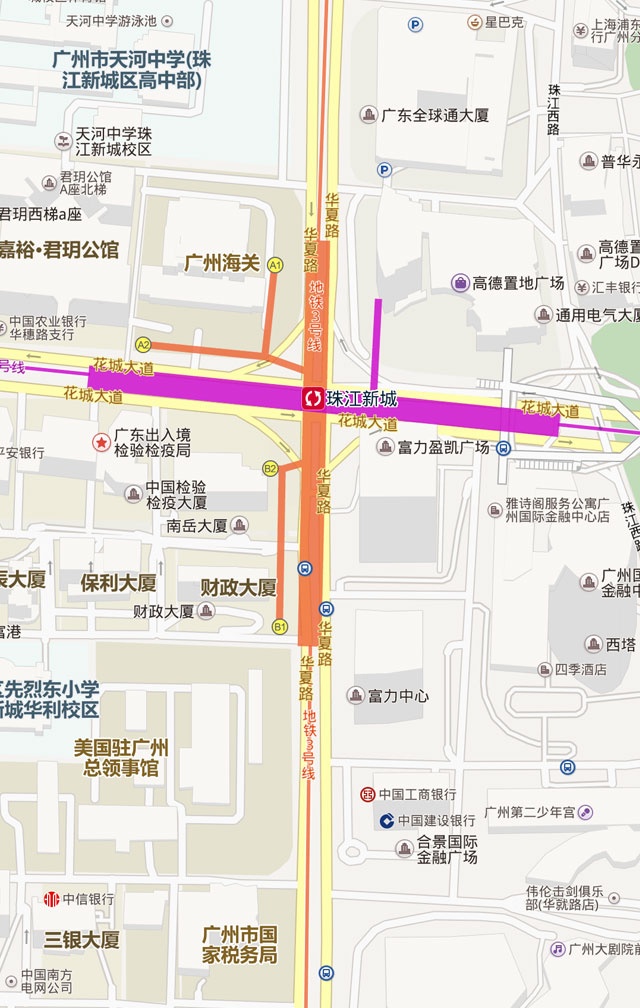 天河中学游泳池
星巴克
上海浦东
行广州分
广州市天河中学(珠
江新城区高中部)
珠江西路
广东全球通大厦
天河中学珠
江新城校区
普华永
君玥公馆
A座北梯
君玥西梯a座
华夏路
华夏路
嘉裕·君玥公馆
广州海关
A1
高德置
广场D
高德置地广场
汇丰银行
地铁3号线
通用电气大厦
中国农业银行
华穗路支行
A2
号线
花城大道
花城大道
珠江新城
花城大道
花城大道
广东出入境
检验检疫局
平安银行
富力盈凯广场
B2
华夏路
中国检验
检疫大厦
雅诗阁服务公寓广
州国际金融中心店
珠江西路
南岳大厦
辰大厦
保利大厦
财政大厦
广州国
金融中
财政大厦
富港
B1
华夏路
西塔
华夏路
四季酒店
区先烈东小学
新城华利校区
富力中心
地铁3号线
美国驻广州
总领事馆
中国工商银行
广州第二少年宫
中国建设银行
合景国际
金融广场
中信银行
伟伦击剑俱乐
部(华就路店)
三银大厦
广州市国
家税务局
广州大剧院前
中国南方
电网公司